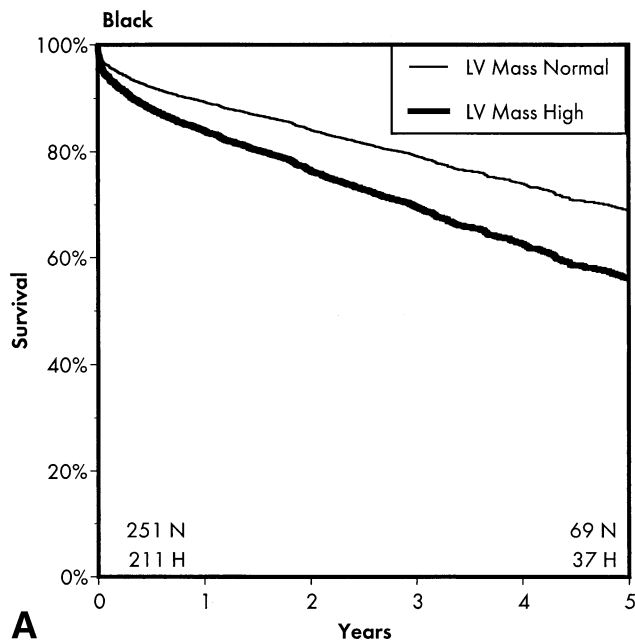 Black
100%
80%
60%
40%
20%
0%
Survival
LV Mass Normal
LV Mass High
251 N
211 H
69 N
37 H
0 1 2 3 4 5
Years
A